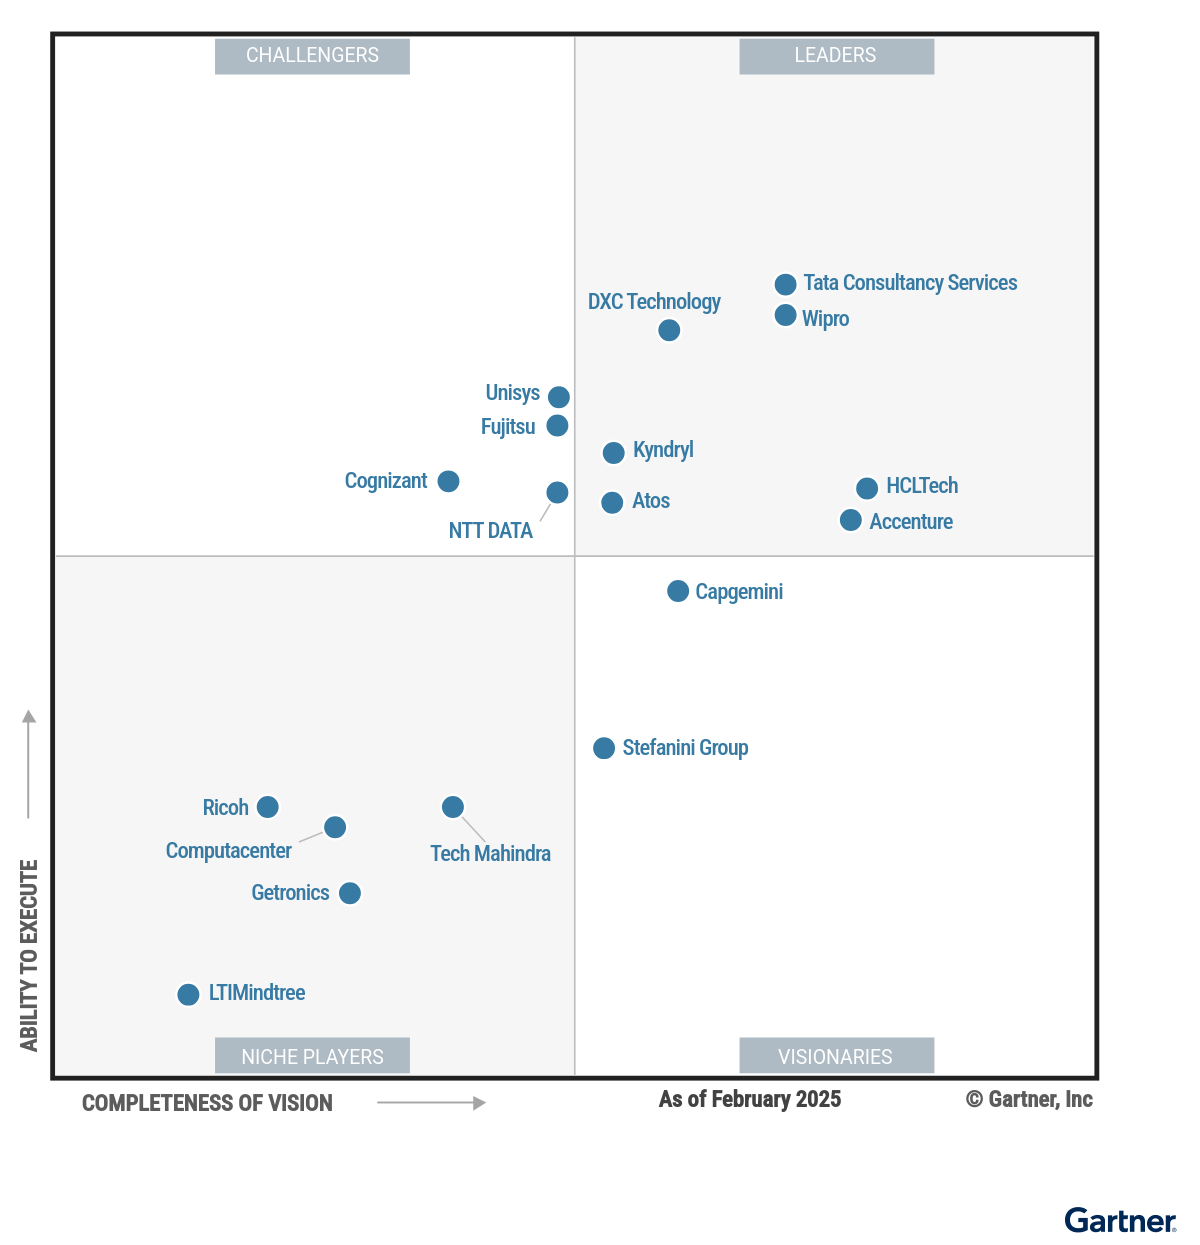 CHALLENGERS
LEADERS
Tata Consultancy Services
DXC Technology
Wipro
Unisys
Fujitsu
Kyndryl
Cognizant
HCLTech
Atos
Accenture
NTT DATA
Capgemini
Stefanini Group
Ricoh
Computacenter
Tech Mahindra
Getronics
LTIMindtree
NICHE PLAYERS
VISIONARIES
ABILITY TO EXECUTE
COMPLETENESS OF VISION
As of February 2025
© Gartner, Inc
Gartner®